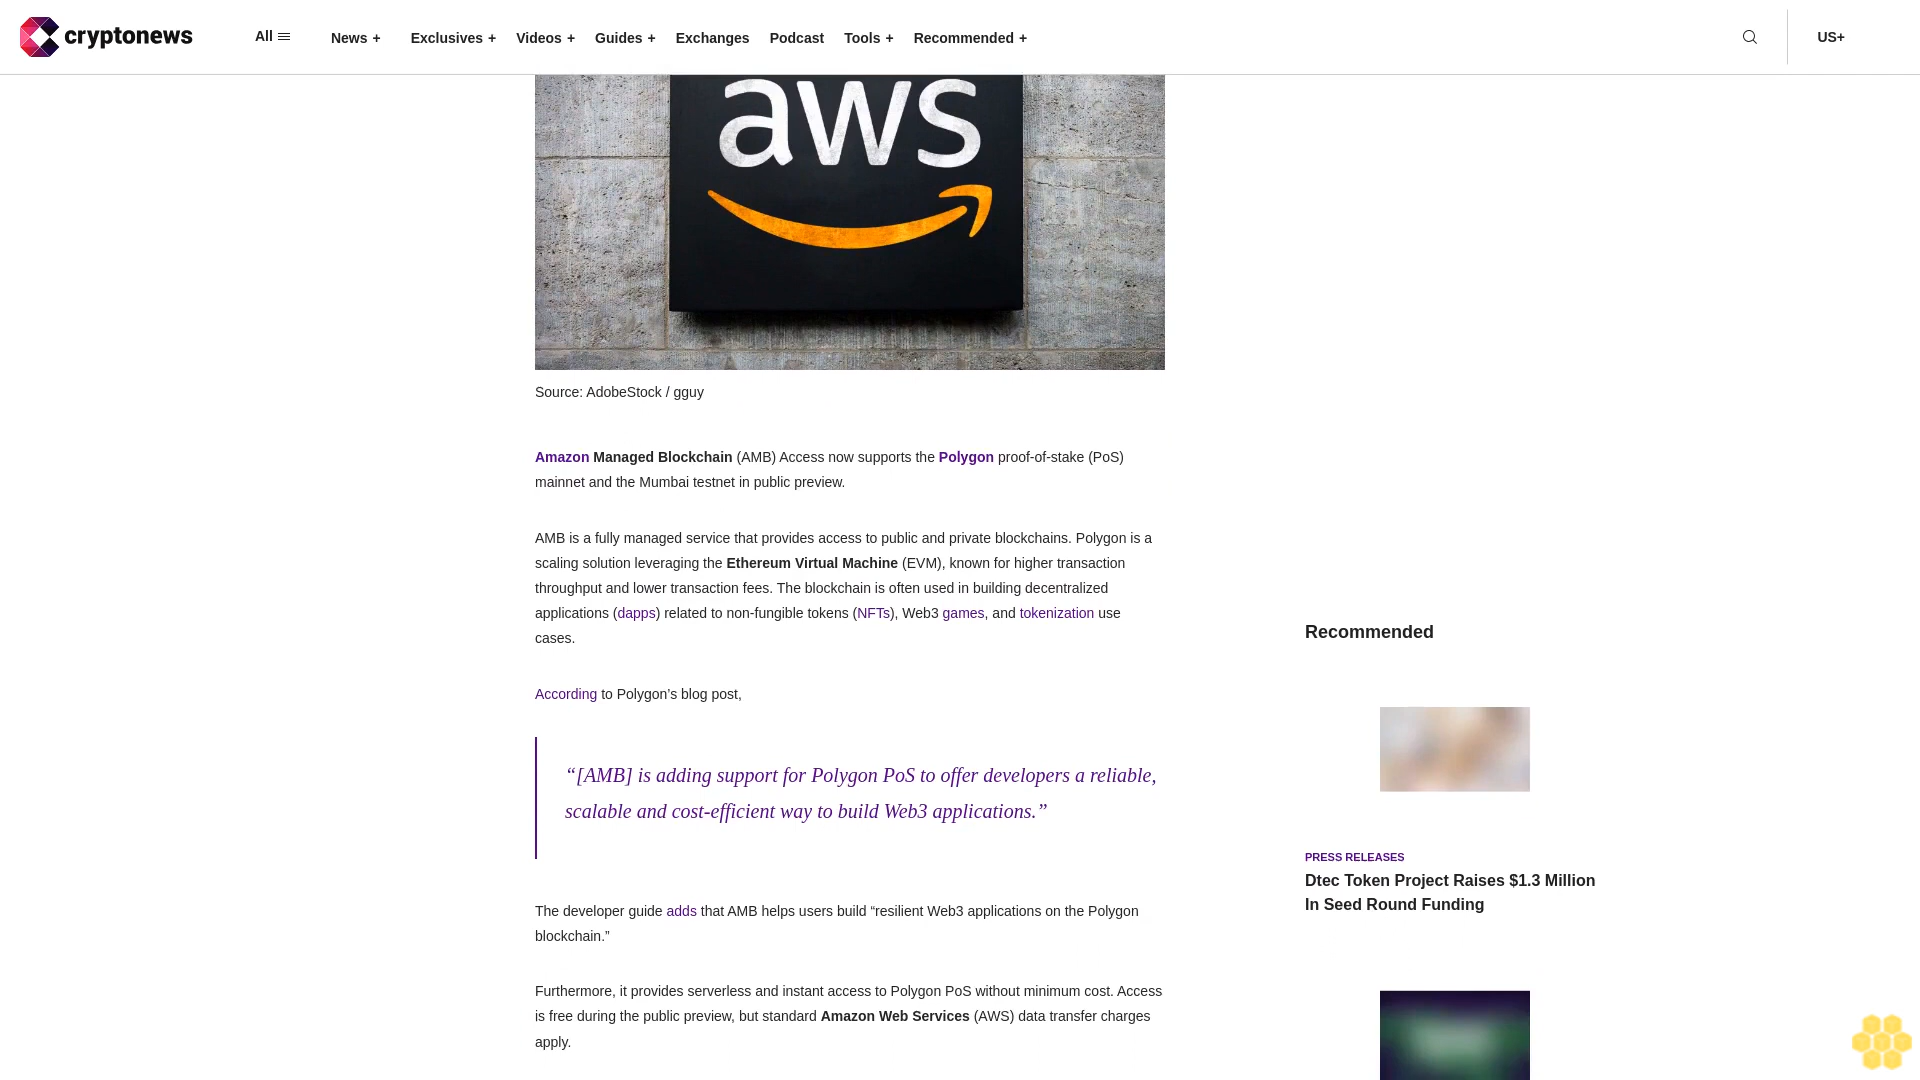 cryptonews
All
News +
Exclusives +
Videos +
Guides +
Exchanges
Podcast
Tools +
Recommended +
US+
aws
Source: AdobeStock / gguy
Amazon Managed Blockchain (AMB) Access now supports the Polygon proof-of-stake (PoS)
mainnet and the Mumbai testnet in public preview.
AMB is a fully managed service that provides access to public and private blockchains. Polygon is a
scaling solution leveraging the Ethereum Virtual Machine (EVM), known for higher transaction
throughput and lower transaction fees. The blockchain is often used in building decentralized
applications (dapps) related to non-fungible tokens (NFTs), Web3 games, and tokenization use
cases.
According to Polygon’s blog post,
“[AMB] is adding support for Polygon PoS to offer developers a reliable,
scalable and cost-efficient way to build Web3 applications.”
The developer guide adds that AMB helps users build “resilient Web3 applications on the Polygon
blockchain.”
Furthermore, it provides serverless and instant access to Polygon PoS without minimum cost. Access
is free during the public preview, but standard Amazon Web Services (AWS) data transfer charges
apply.
Recommended
PRESS RELEASES
Dtec Token Project Raises $1.3 Million
In Seed Round Funding